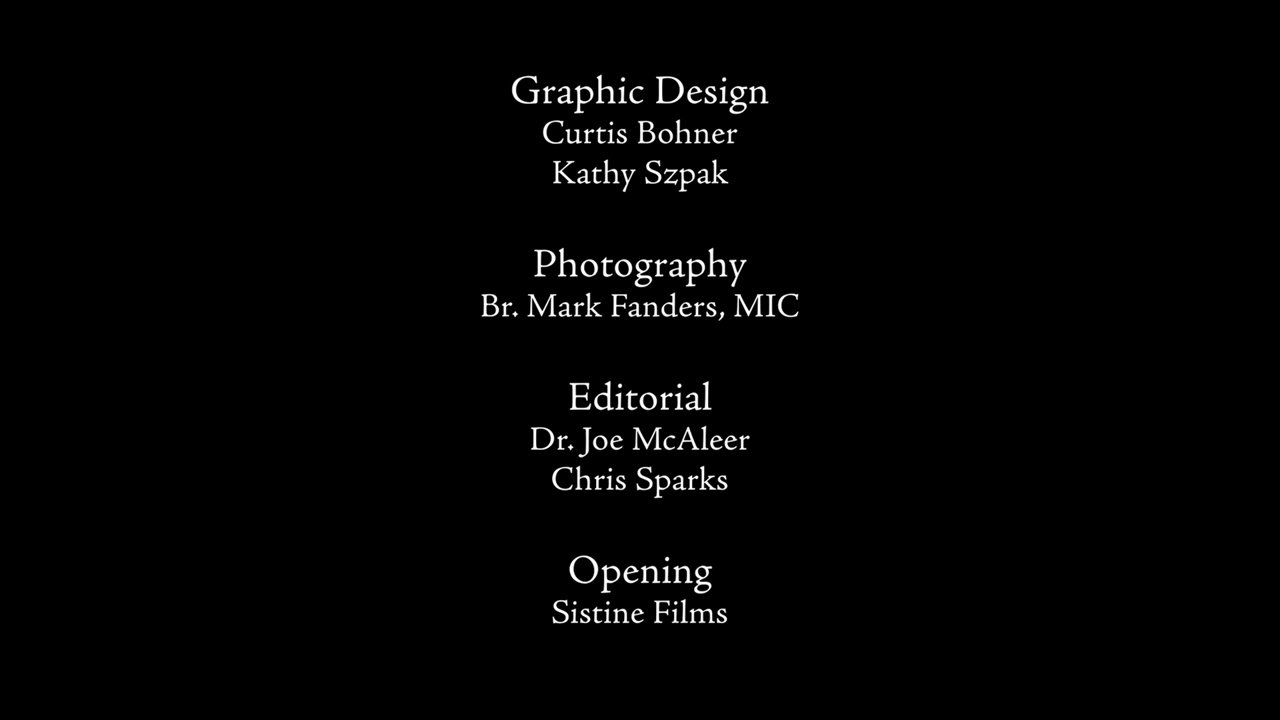 Graphic Design
Curtis Bohner
Kathy Szpak
Photography
Br. Mark Fanders, MIC
Editorial
Dr. Joe McAleer
Chris Sparks
Opening
Sistine Films